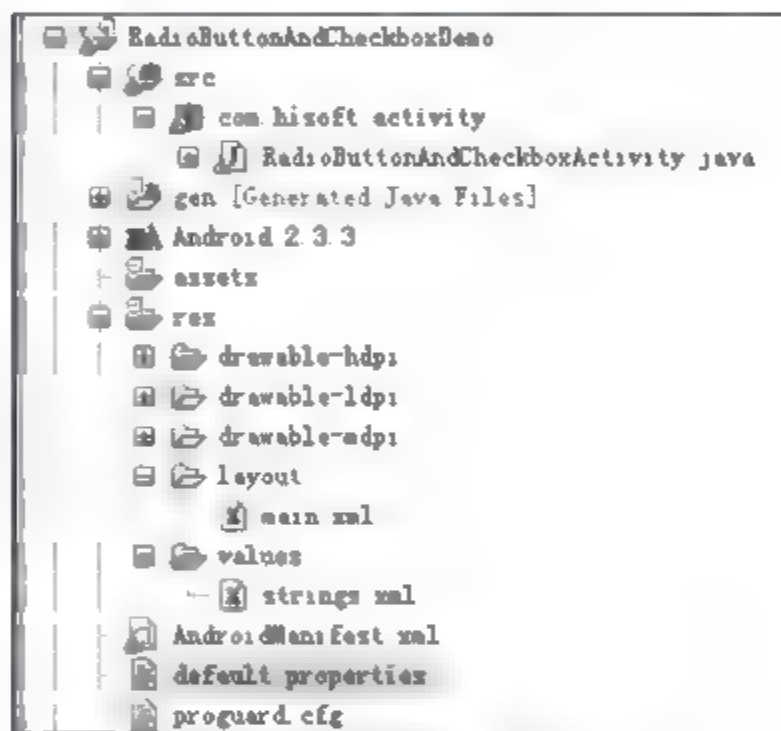 RadioButtonAndCheckboxDemo
src
com.hisoft.activity
RadioButtonAndCheckboxActivity.java
gen [Generated Java Files]
Android 2.3.3
assets
res
drawable-hdpi
drawable-ldpi
drawable-mdpi
layout
main.xml
values
strings.xml
AndroidManifest.xml
default.properties
proguard.cfg